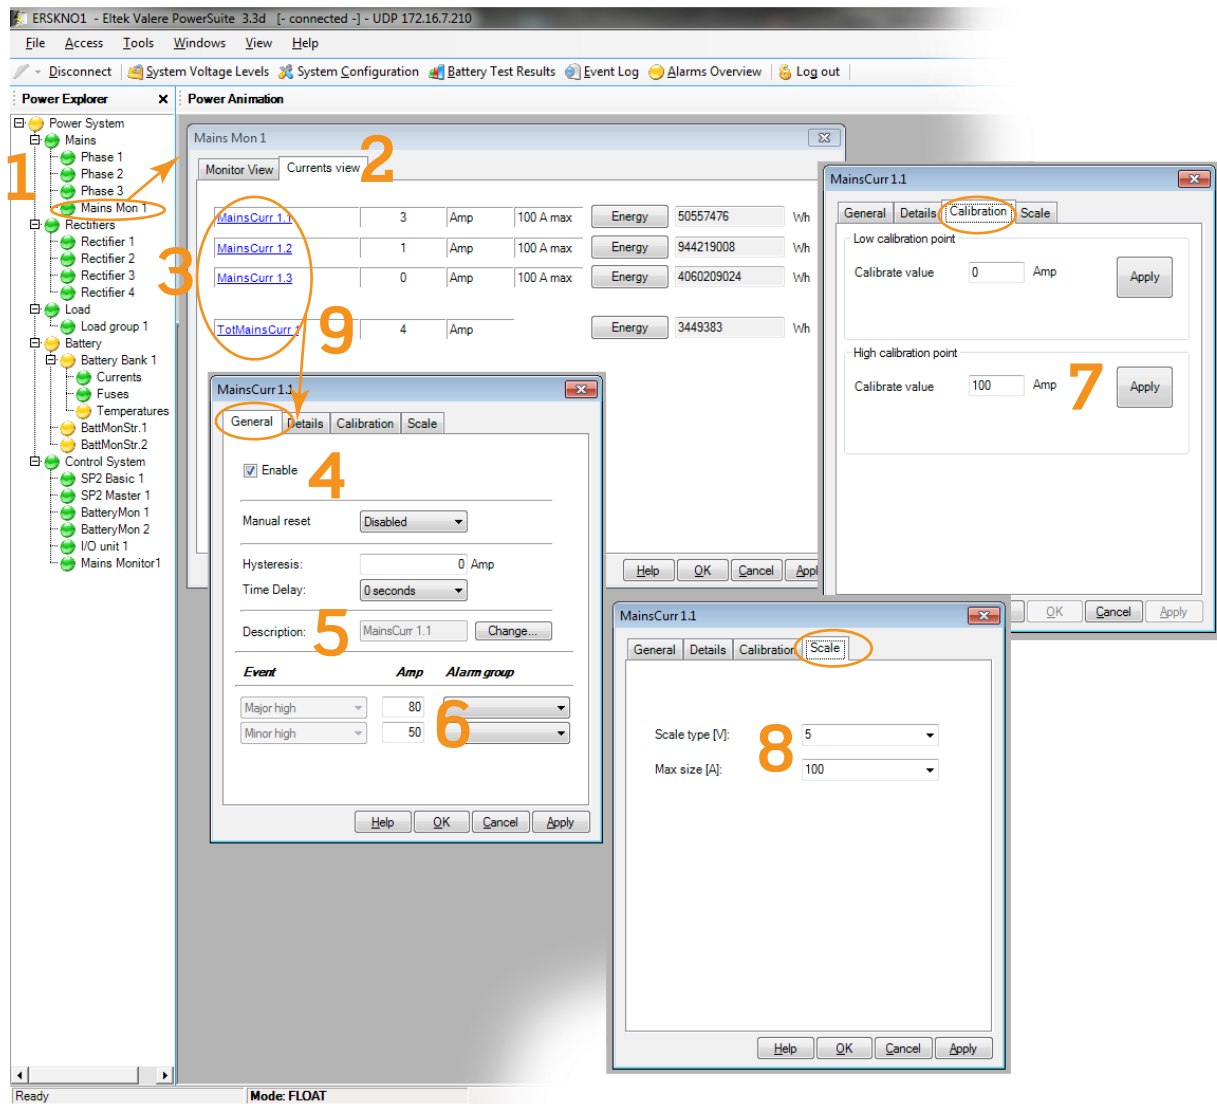 ERSKNO1 - Eltek Valere PowerSuite 3.3d [- connected -] - UDP 172.16.7.210
File Access Tools Windows View Help
Disconnect System Voltage Levels System Configuration Battery Test Results Event Log Alarms Overview Log out
Power Explorer x
Power Animation
Power System
Mains
Phase 1
Phase 2
Phase 3
Mains Mon 1
Rectifiers
Rectifier 1
Rectifier 2
Rectifier 3
Rectifier 4
Load
Load group 1
Battery
Battery Bank 1
Currents
Fuses
Temperatures
BattMonStr.1
BattMonStr.2
Control System
SP2 Basic 1
SP2 Master 1
BatteryMon 1
BatteryMon 2
I/O unit 1
Mains Monitor1
1
Mains Mon 1
Monitor View Currents view
2
MainsCurr 1.1 3 Amp 100 A max Energy 50557476 Wh
MainsCurr 1.2 1 Amp 100 A max Energy 944219008 Wh
MainsCurr 1.3 0 Amp 100 A max Energy 4060209024 Wh
TotMainsCurr 1 4 Amp Energy 3449383 Wh
3
9
Help OK Cancel Appl
MainsCurr 1.1
General Details Calibration Scale
Enable
4
Manual reset Disabled
Hysteresis: 0 Amp
Time Delay: 0 seconds
Description: MainsCurr 1.1 Change...
5
Event Amp Alarm group
Major high 80
Minor high 50
6
Help OK Cancel Apply
MainsCurr 1.1
General Details Calibration Scale
Low calibration point
Calibrate value 0 Amp Apply
High calibration point
Calibrate value 100 Amp Apply
7
OK Cancel Apply
MainsCurr 1.1
General Details Calibration Scale
Scale type [V]: 5
Max size [A]: 100
8
Help OK Cancel Apply
Ready
Mode: FLOAT